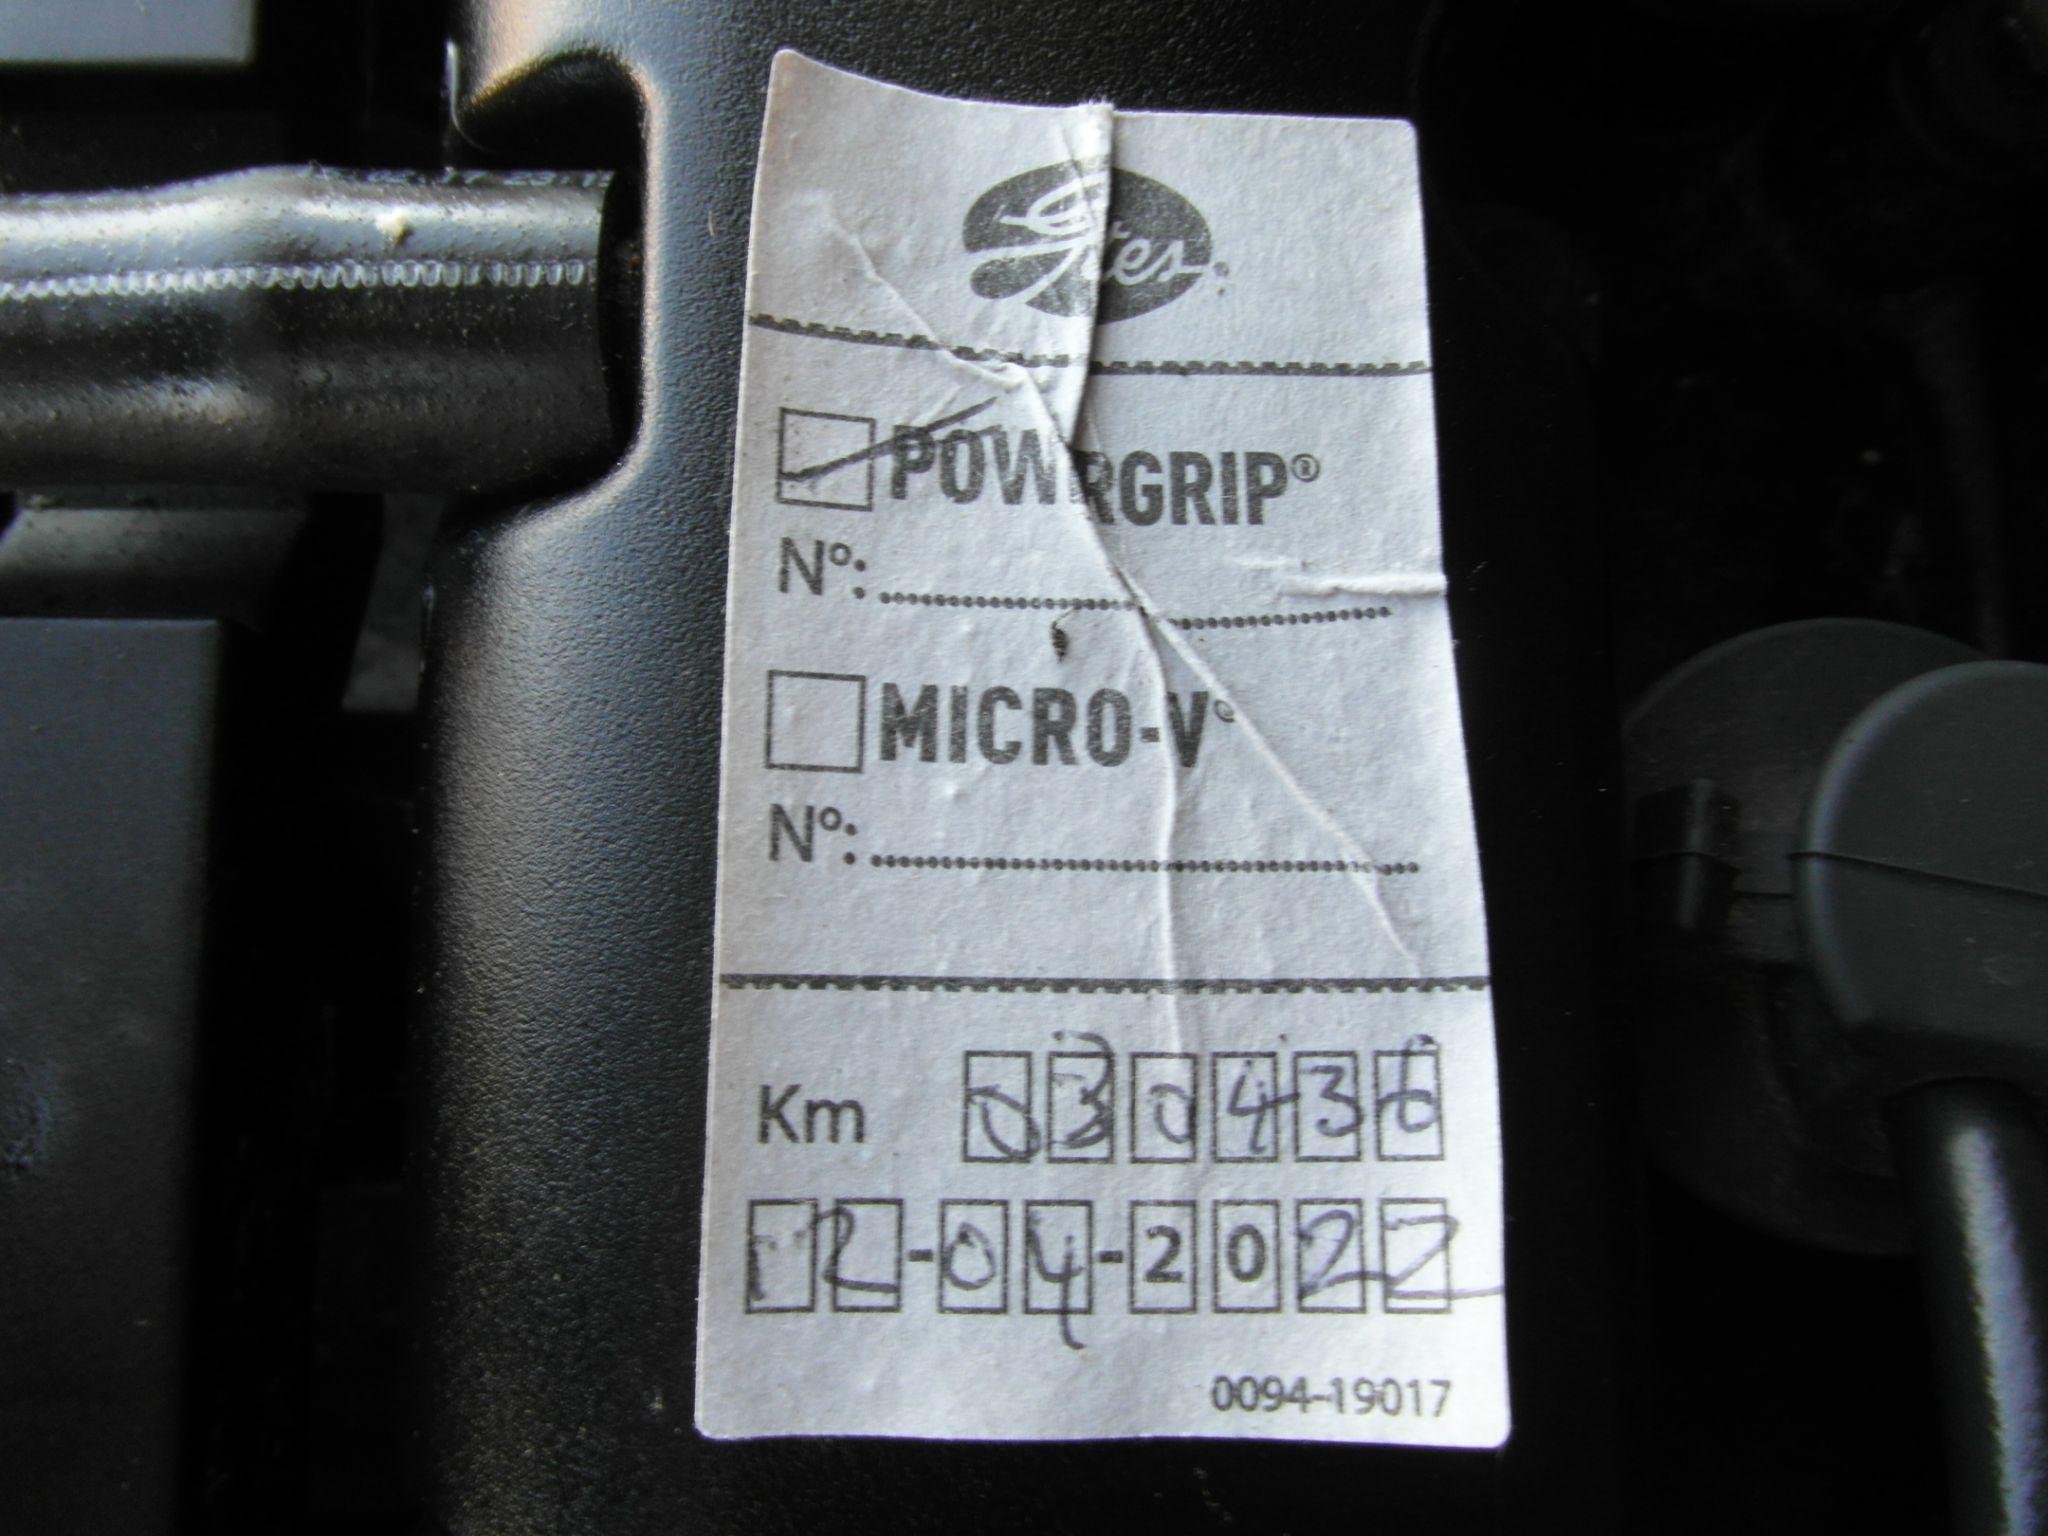 Gates®
POWERGRIP®
Nº:
MICRO-V®
Nº:
Km 030436
12-04-2022
0094-19017